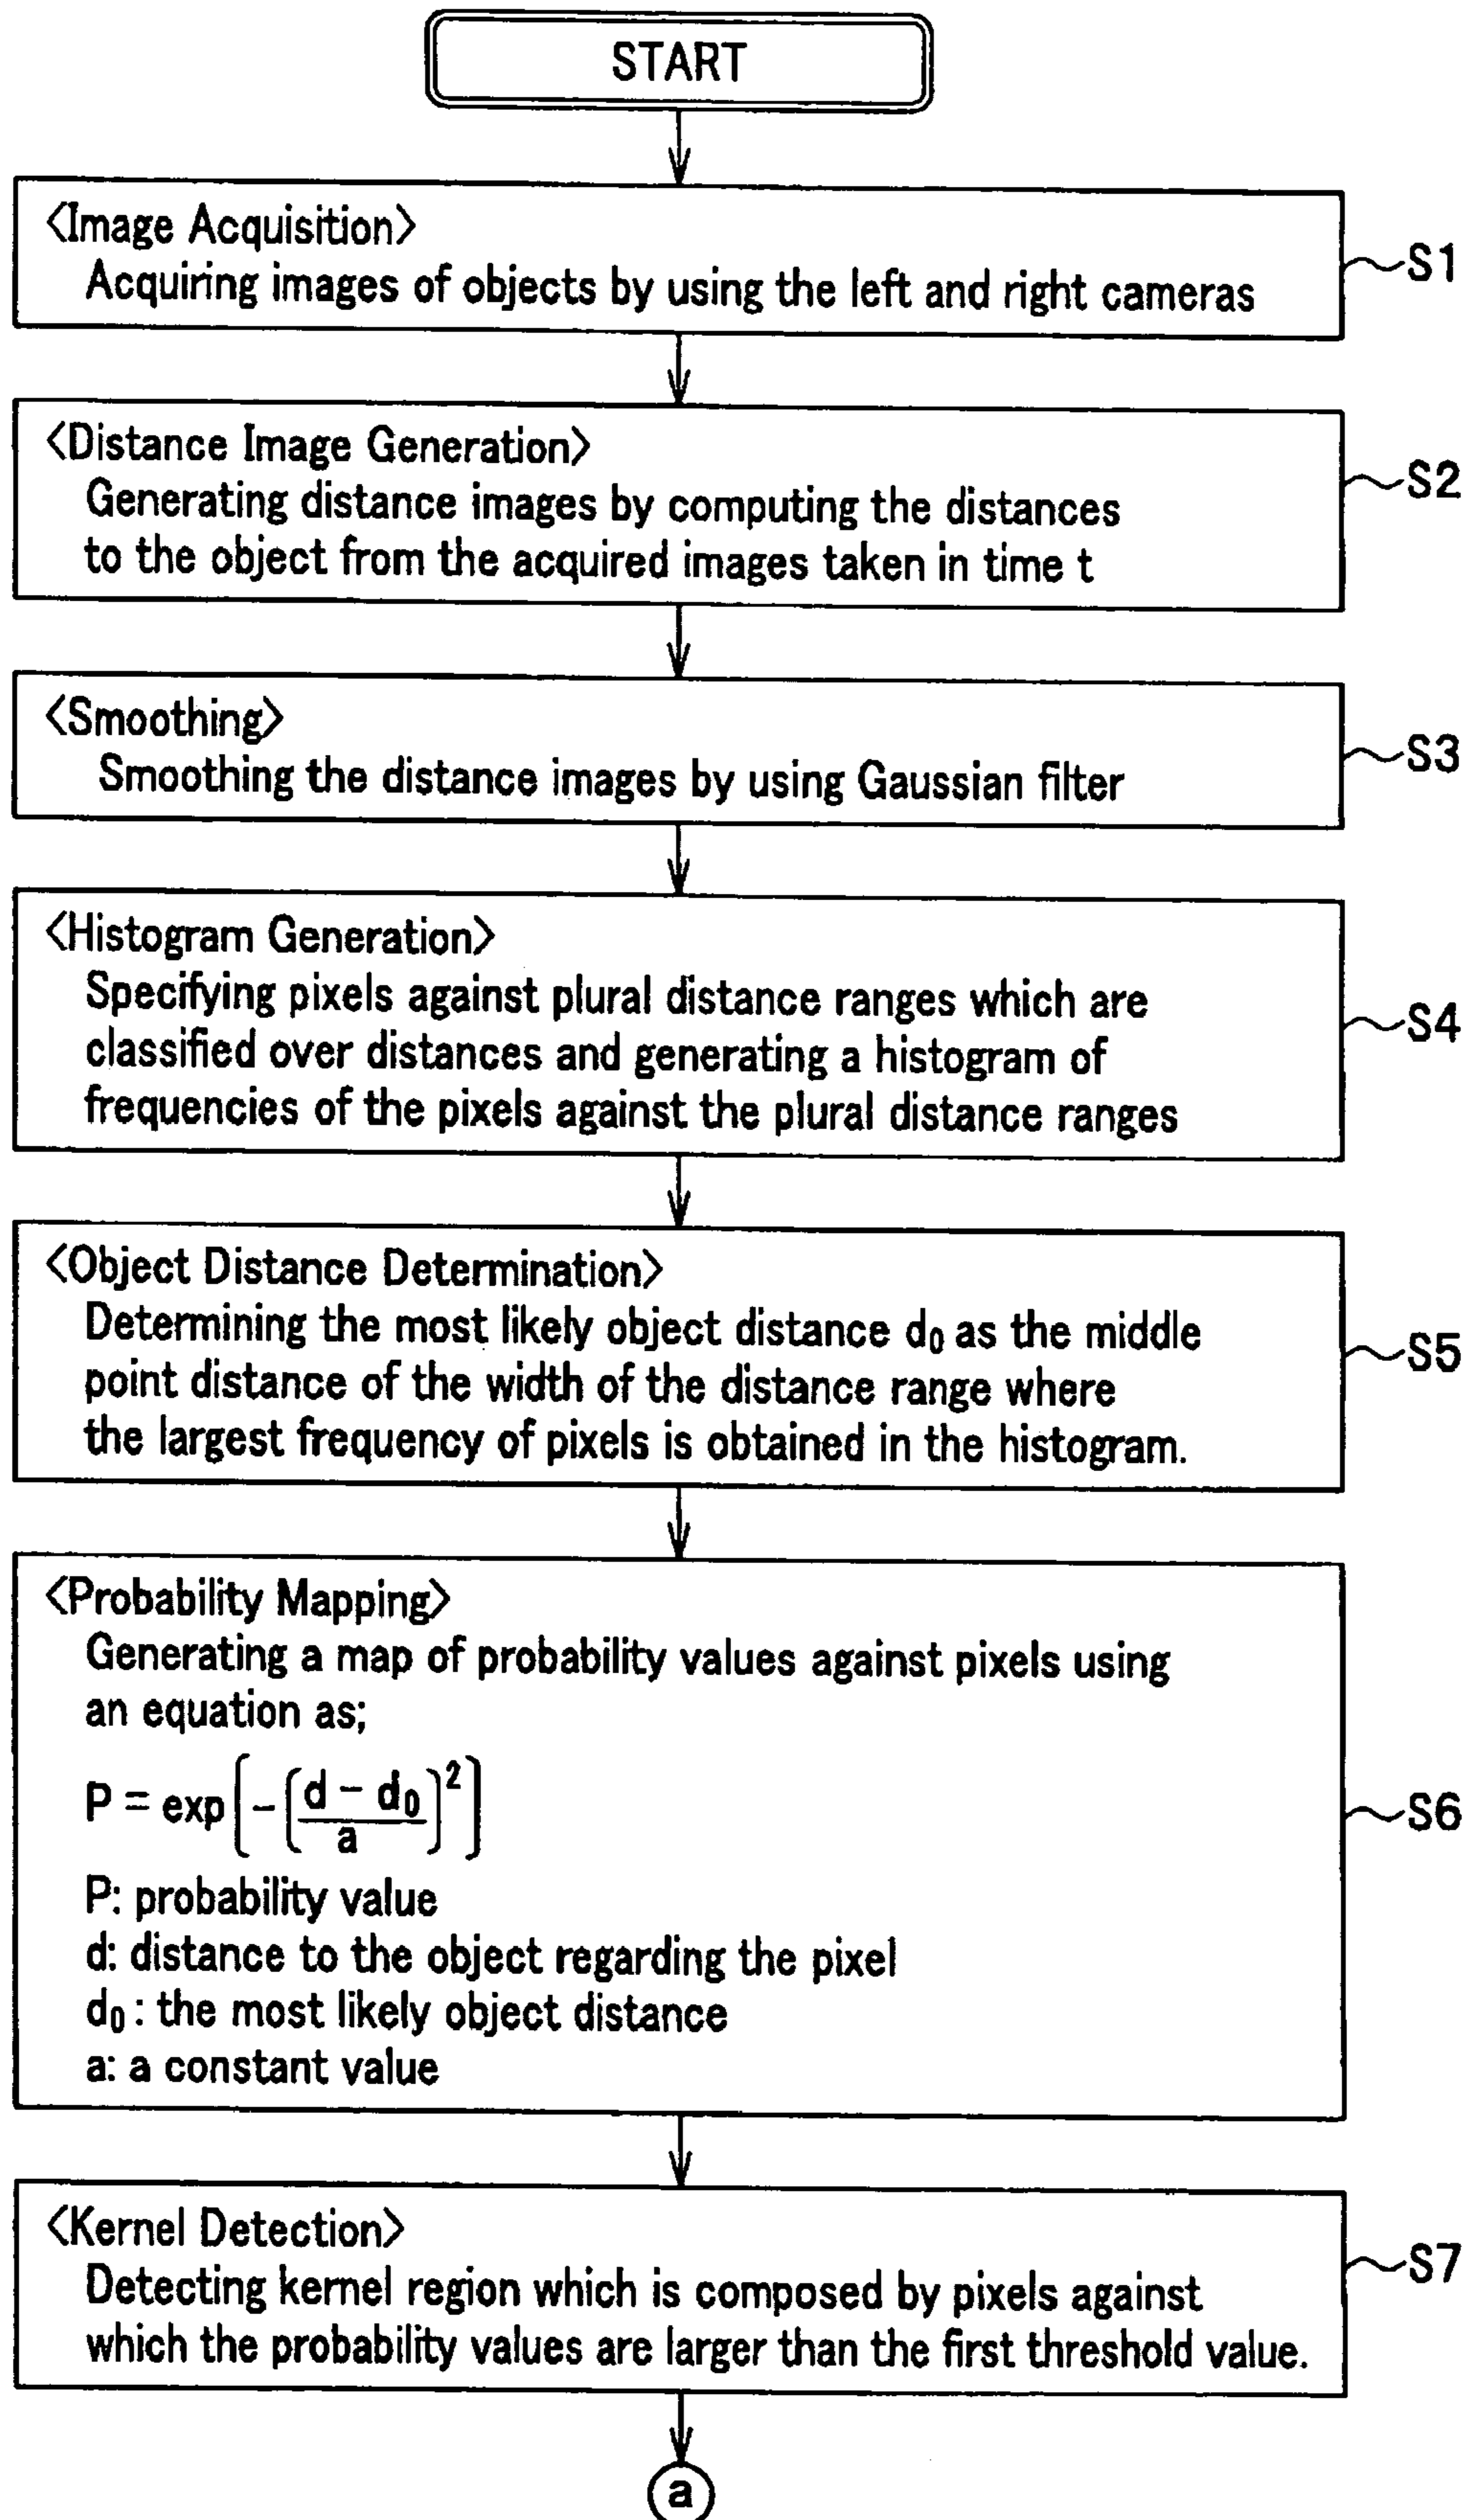 START
<Image Acquisition>
Acquiring images of objects by using the left and right cameras
S1
<Distance Image Generation>
Generating distance images by computing the distances
to the object from the acquired images taken in time t
S2
<Smoothing>
Smoothing the distance images by using Gaussian filter
S3
<Histogram Generation>
Specifying pixels against plural distance ranges which are
classified over distances and generating a histogram of
frequencies of the pixels against the plural distance ranges
S4
<Object Distance Determination>
Determining the most likely object distance d₀ as the middle
point distance of the width of the distance range where
the largest frequency of pixels is obtained in the histogram.
S5
<Probability Mapping>
Generating a map of probability values against pixels using
an equation as;
P = exp[-((d - d₀)/a)²]
P: probability value
d: distance to the object regarding the pixel
d₀ : the most likely object distance
a: a constant value
S6
<Kernel Detection>
Detecting kernel region which is composed by pixels against
which the probability values are larger than the first threshold value.
S7
a